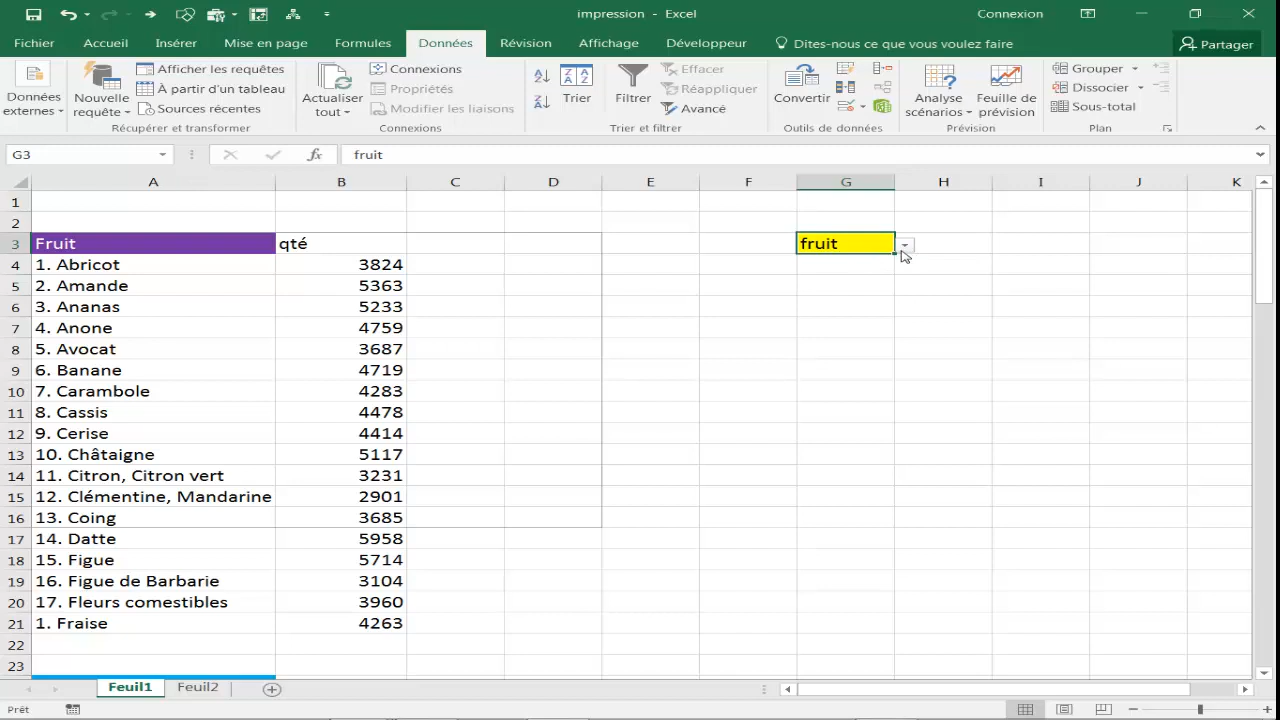 impression - Excel
Connexion
Fichier Accueil Insérer Mise en page Formules Données Révision Affichage Développeur Dites-nous ce que vous voulez faire Partager
Données externes
Nouvelle requête
Afficher les requêtes
À partir d'un tableau
Sources récentes
Récupérer et transformer
Actualiser tout
Connexions
Propriétés
Modifier les liaisons
Connexions
Trier
Filtrer
Effacer
Réappliquer
Avancé
Trier et filtrer
Convertir
Outils de données
Analyse scénarios
Feuille de prévision
Prévision
Grouper
Dissocier
Sous-total
Plan
G3 fx fruit
A B C D E F G H I J K
1
2
3 Fruit qté fruit
4 1. Abricot 3824
5 2. Amande 5363
6 3. Ananas 5233
7 4. Anone 4759
8 5. Avocat 3687
9 6. Banane 4719
10 7. Carambole 4283
11 8. Cassis 4478
12 9. Cerise 4414
13 10. Châtaigne 5117
14 11. Citron, Citron vert 3231
15 12. Clémentine, Mandarine 2901
16 13. Coing 3685
17 14. Datte 5958
18 15. Figue 5714
19 16. Figue de Barbarie 3104
20 17. Fleurs comestibles 3960
21 1. Fraise 4263
22
23
Feuil1 Feuil2
Prêt